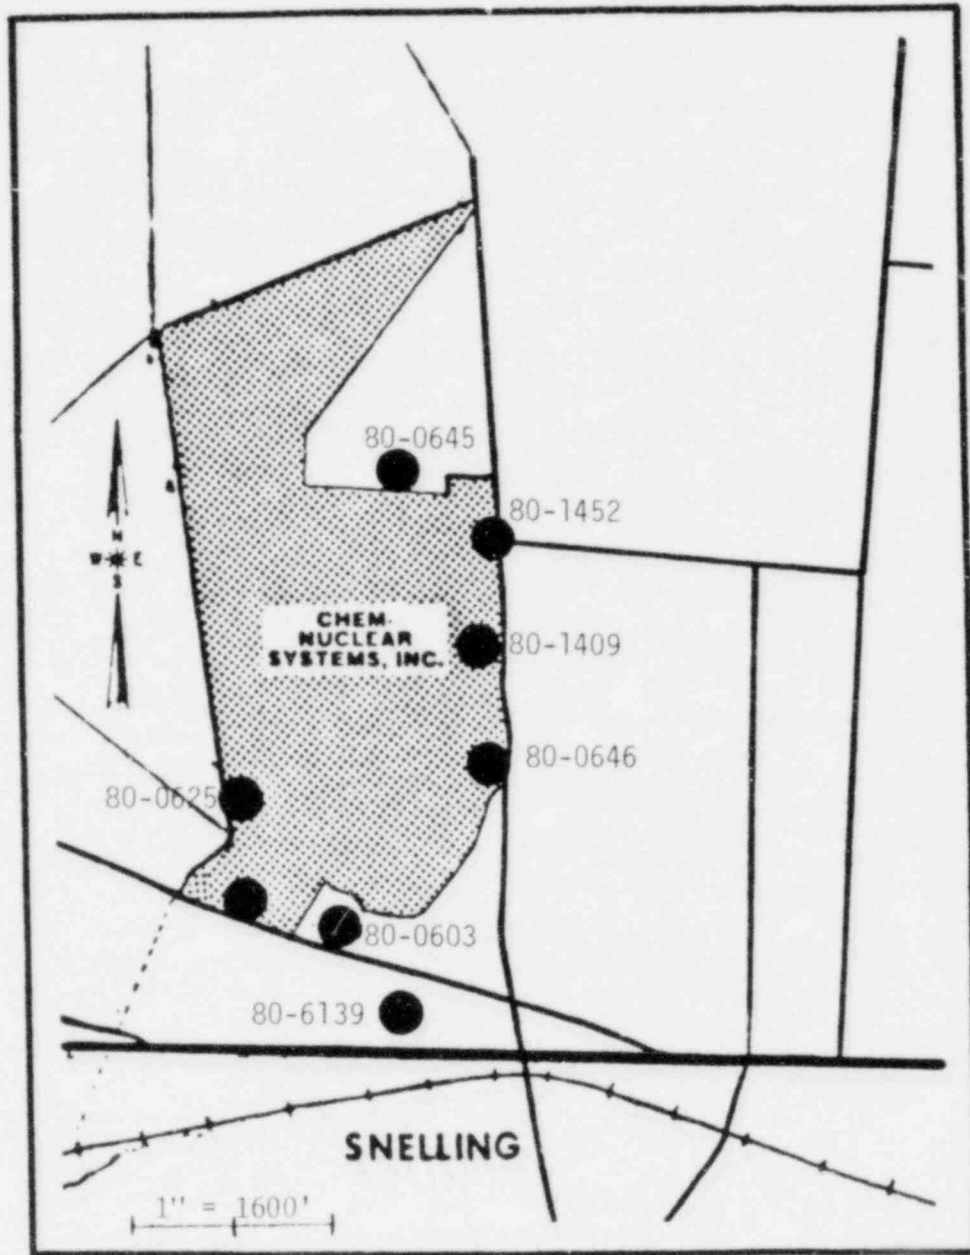 80-0645
80-1452
N
W E
S
CHEM-
NUCLEAR
SYSTEMS, INC.
80-1409
80-0646
80-0625
80-0603
80-6139
SNELLING
1" = 1600'